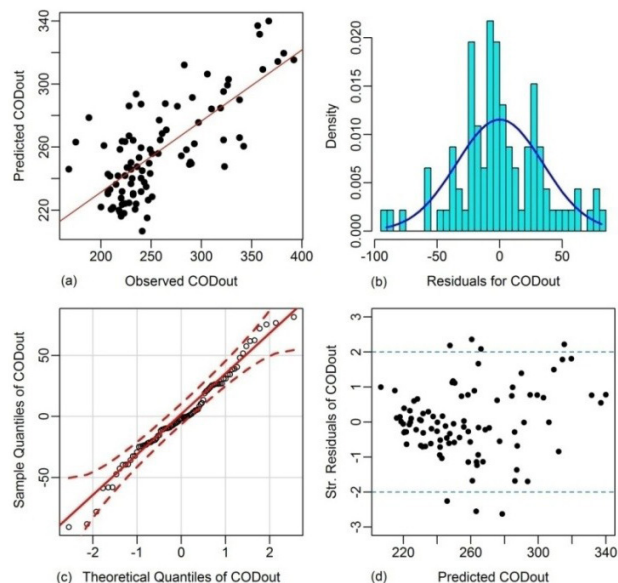 340
300
260
220
Predicted CODout
200 250 300 350 400
(a) Observed CODout
0.020
0.015
0.010
0.005
0.000
Density
-100 -50 0 50
(b) Residuals for CODout
50
0
50
Sample Quantiles of CODout
-2 -1 0 1 2
(c) Theoretical Quantiles of CODout
3
2
1
0
-1
-2
-3
Str. Residuals of CODout
220 260 300 340
(d) Predicted CODout